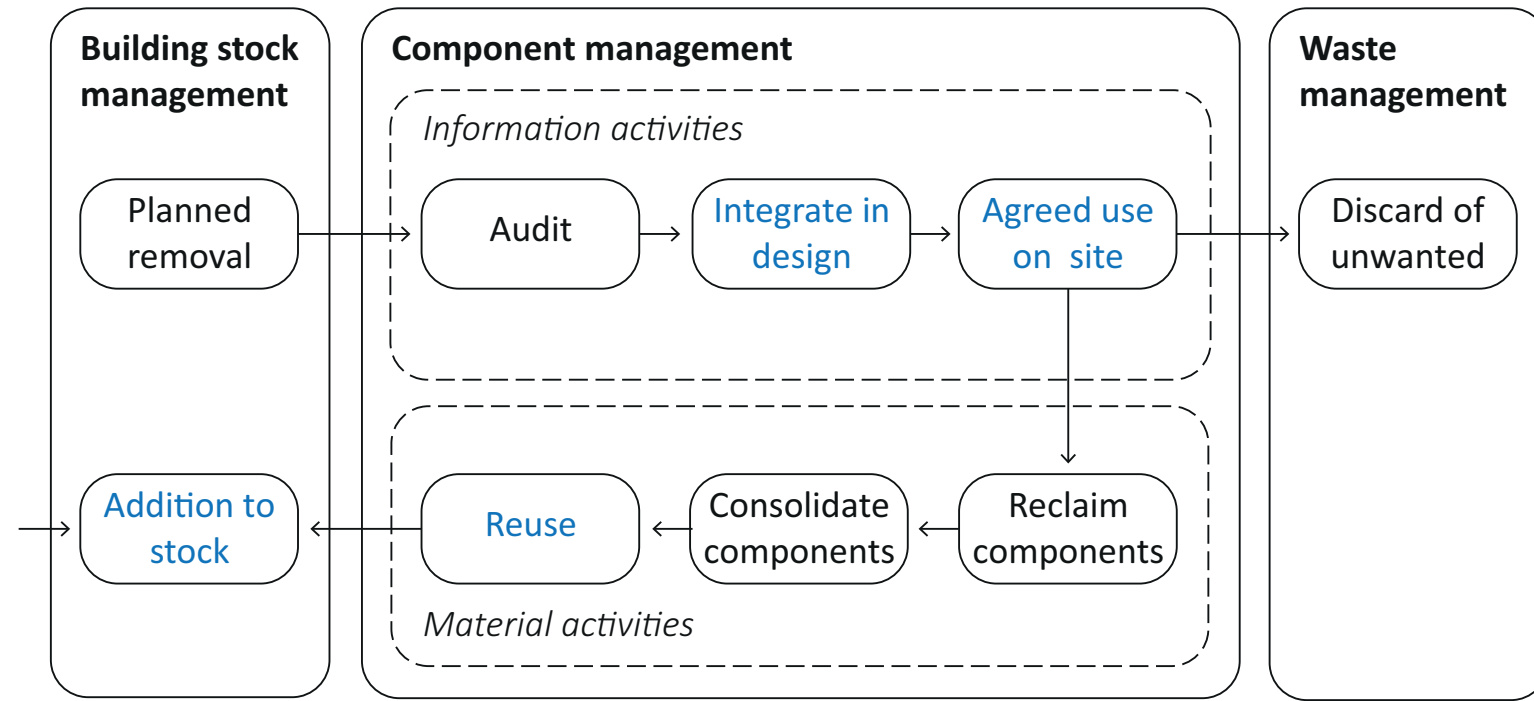 Building stock
management
Component management
Waste
management
Information activities
Planned
removal
Audit
Integrate in
design
Agreed use
on site
Discard of
unwanted
Addition to
stock
Reuse
Consolidate
components
Reclaim
components
Material activities